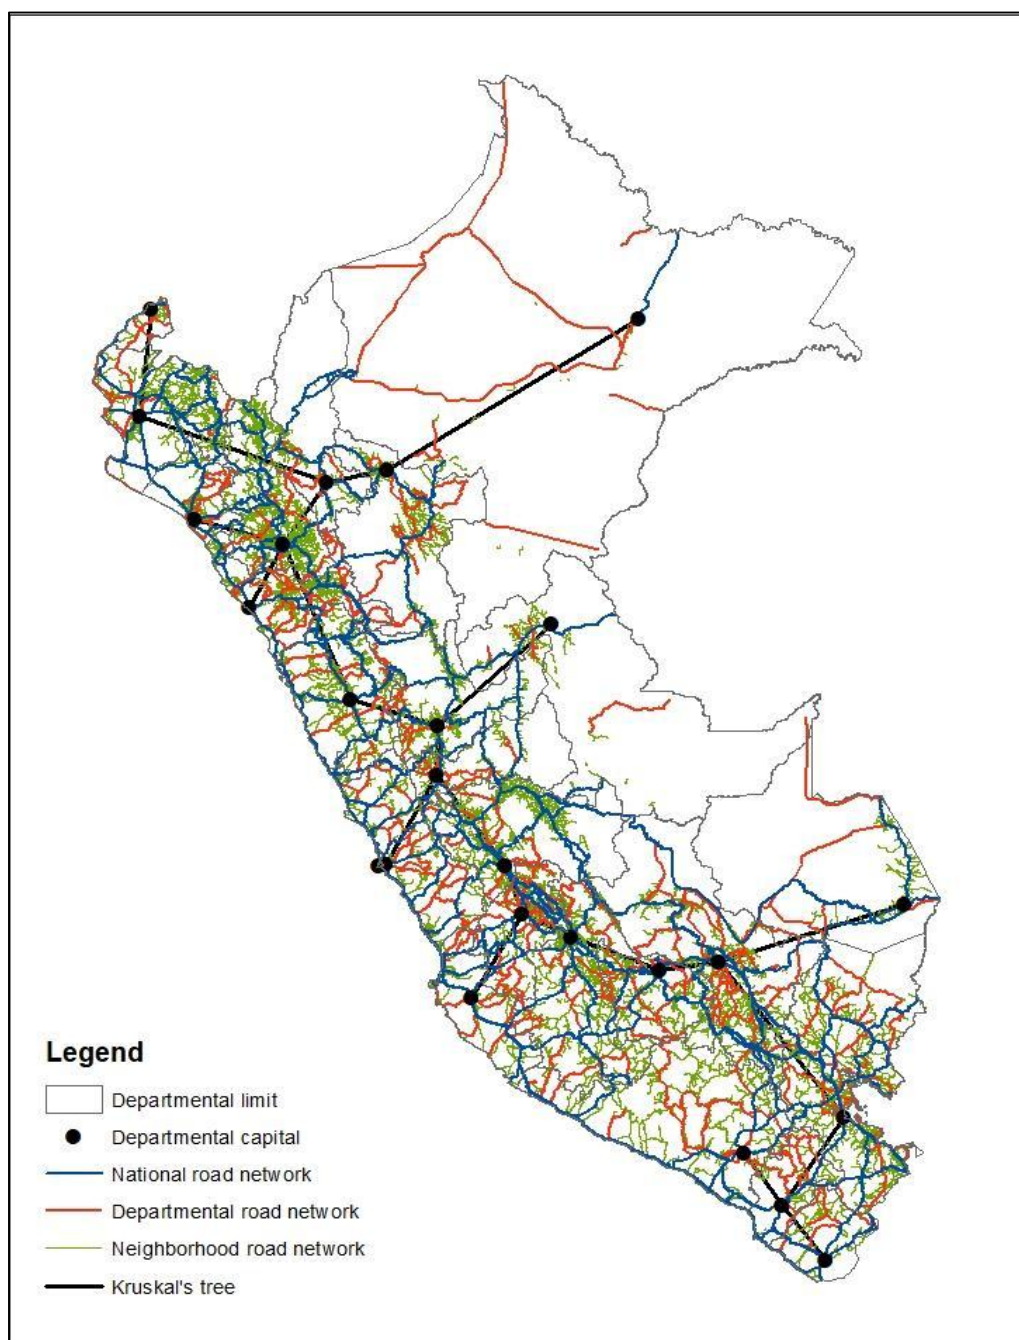 Legend
Departmental limit
Departmental capital
National road network
Departmental road network
Neighborhood road network
Kruskal's tree